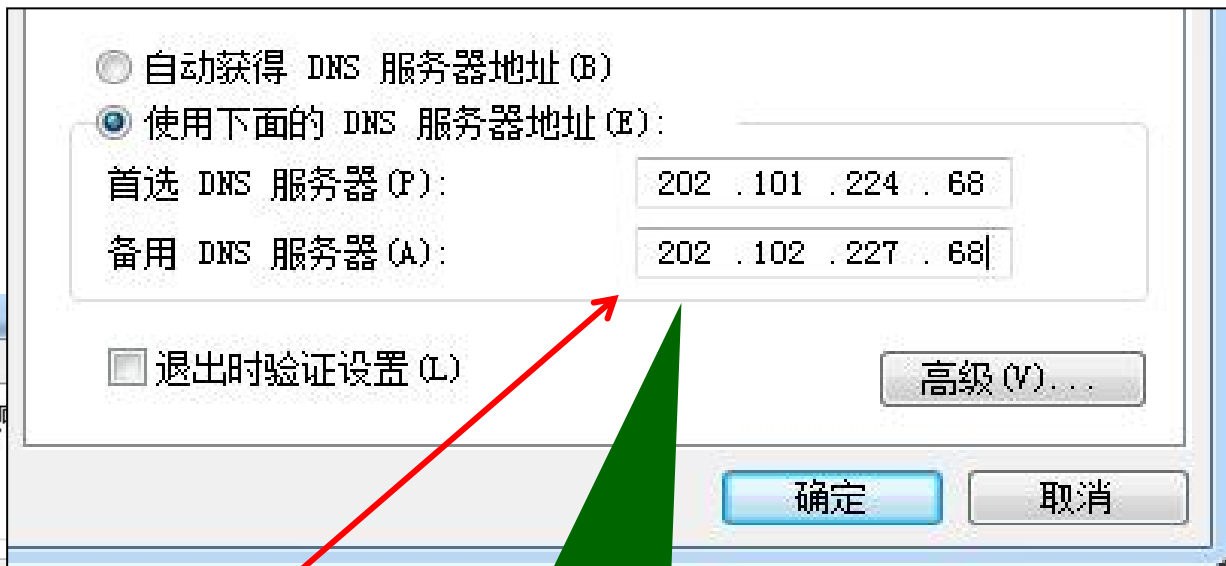 自动获得 DNS 服务器地址(B)
使用下面的 DNS 服务器地址(E):
首选 DNS 服务器(P): 202 .101 .224 . 68
备用 DNS 服务器(A): 202 .102 .227 . 68
退出时验证设置(L) 高级(V)...
确定 取消